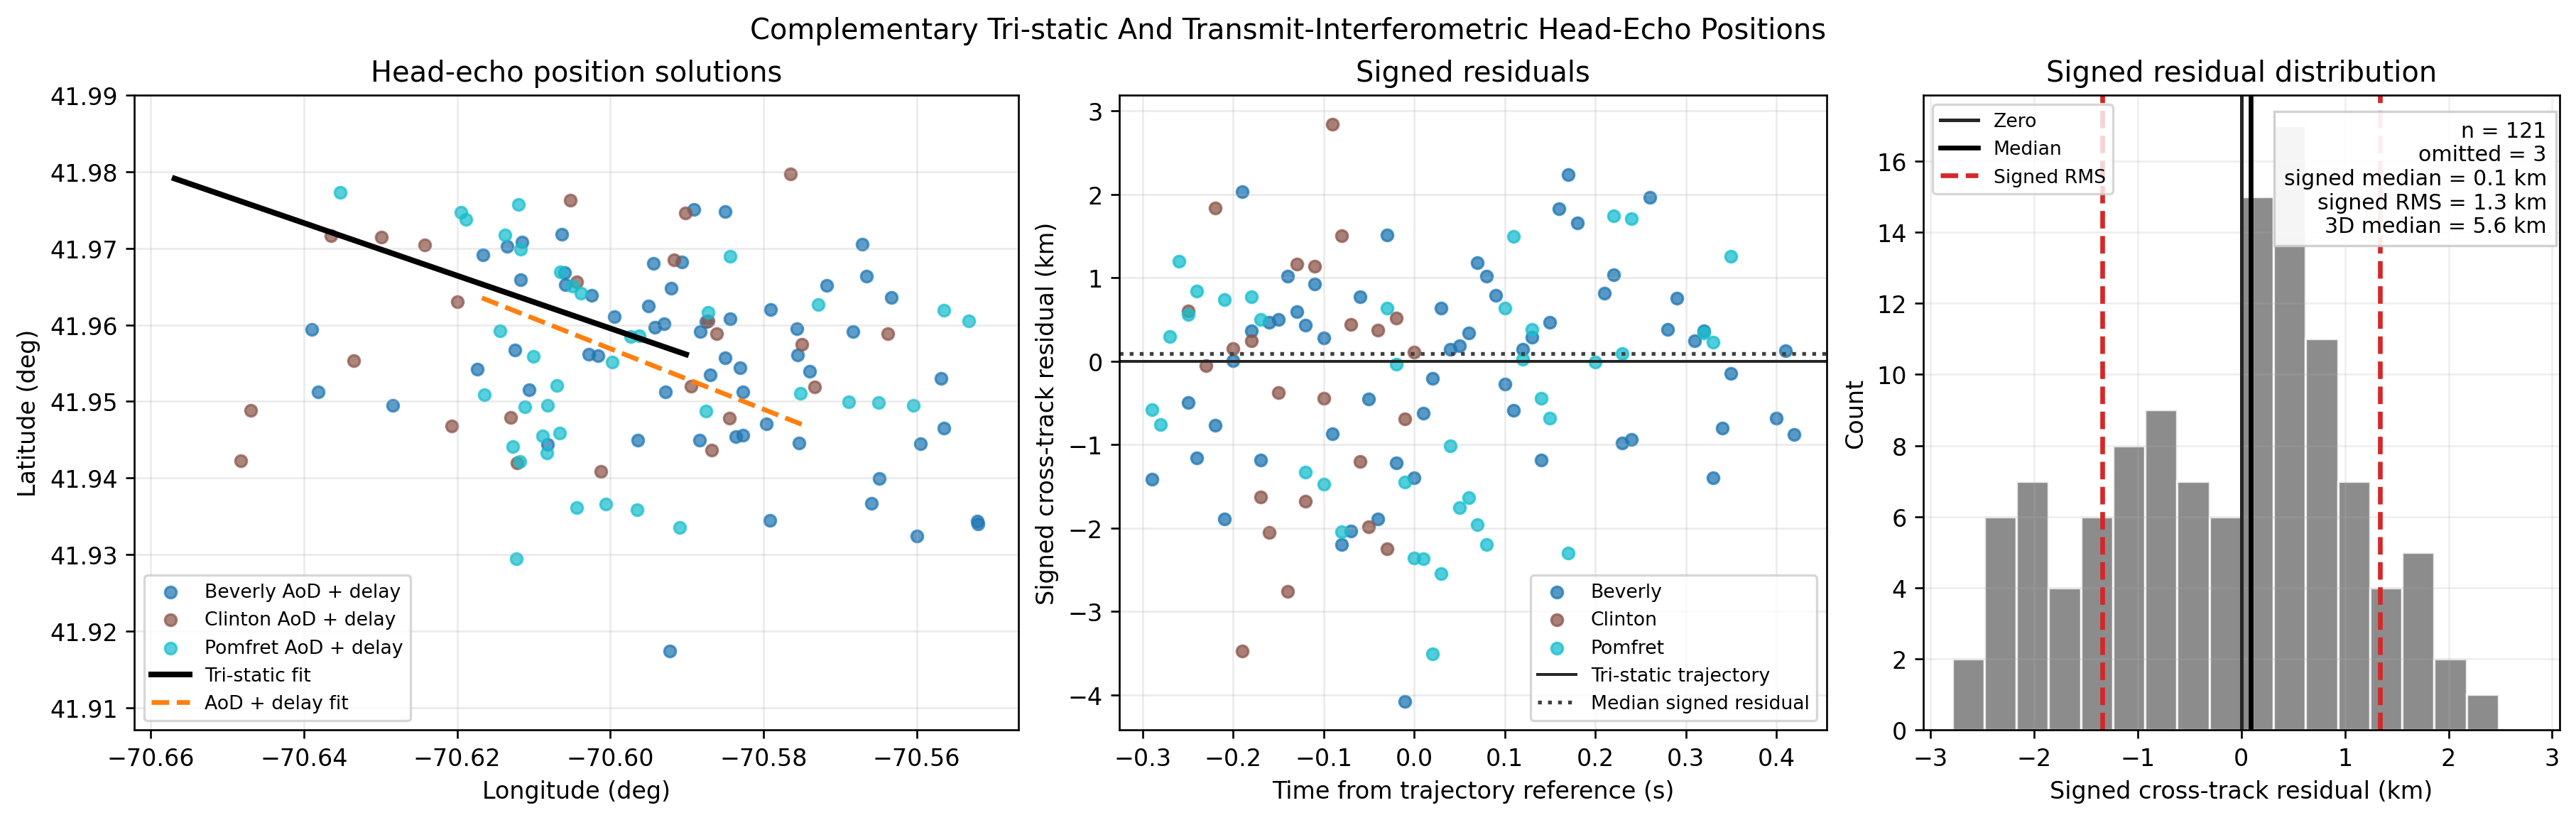 Complementary Tri-static And Transmit-Interferometric Head-Echo Positions
Head-echo position solutions
41.99
41.98
41.97
41.96
41.95
41.94
41.93
41.92
41.91
Latitude (deg)
Beverly AoD + delay
Clinton AoD + delay
Pomfret AoD + delay
Tri-static fit
AoD + delay fit
−70.66
−70.64
−70.62
−70.60
−70.58
−70.56
Longitude (deg)
Signed residuals
3
2
1
0
−1
−2
−3
−4
Signed cross-track residual (km)
Beverly
Clinton
Pomfret
Tri-static trajectory
Median signed residual
−0.3
−0.2
−0.1
0.0
0.1
0.2
0.3
0.4
Time from trajectory reference (s)
Signed residual distribution
Zero
Median
Signed RMS
n = 121
omitted = 3
signed median = 0.1 km
signed RMS = 1.3 km
3D median = 5.6 km
16
14
12
10
8
6
4
2
0
Count
−3
−2
−1
0
1
2
3
Signed cross-track residual (km)